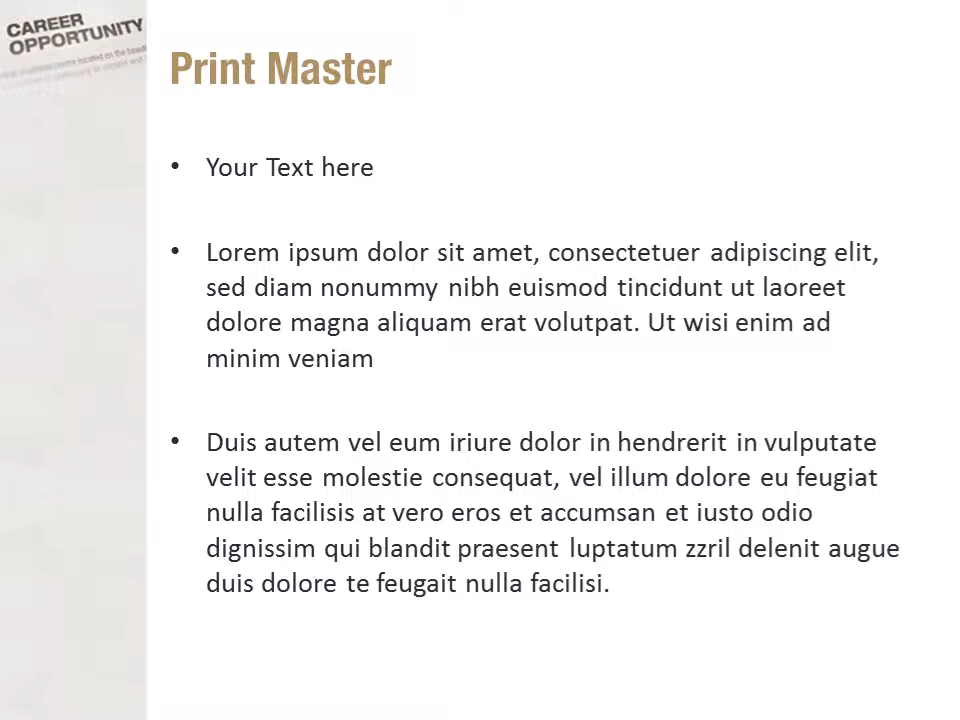 CAREER
OPPORTUNITY
Print Master
• Your Text here
• Lorem ipsum dolor sit amet, consectetuer adipiscing elit,
sed diam nonummy nibh euismod tincidunt ut laoreet
dolore magna aliquam erat volutpat. Ut wisi enim ad
minim veniam
• Duis autem vel eum iriure dolor in hendrerit in vulputate
velit esse molestie consequat, vel illum dolore eu feugiat
nulla facilisis at vero eros et accumsan et iusto odio
dignissim qui blandit praesent luptatum zzril delenit augue
duis dolore te feugait nulla facilisi.